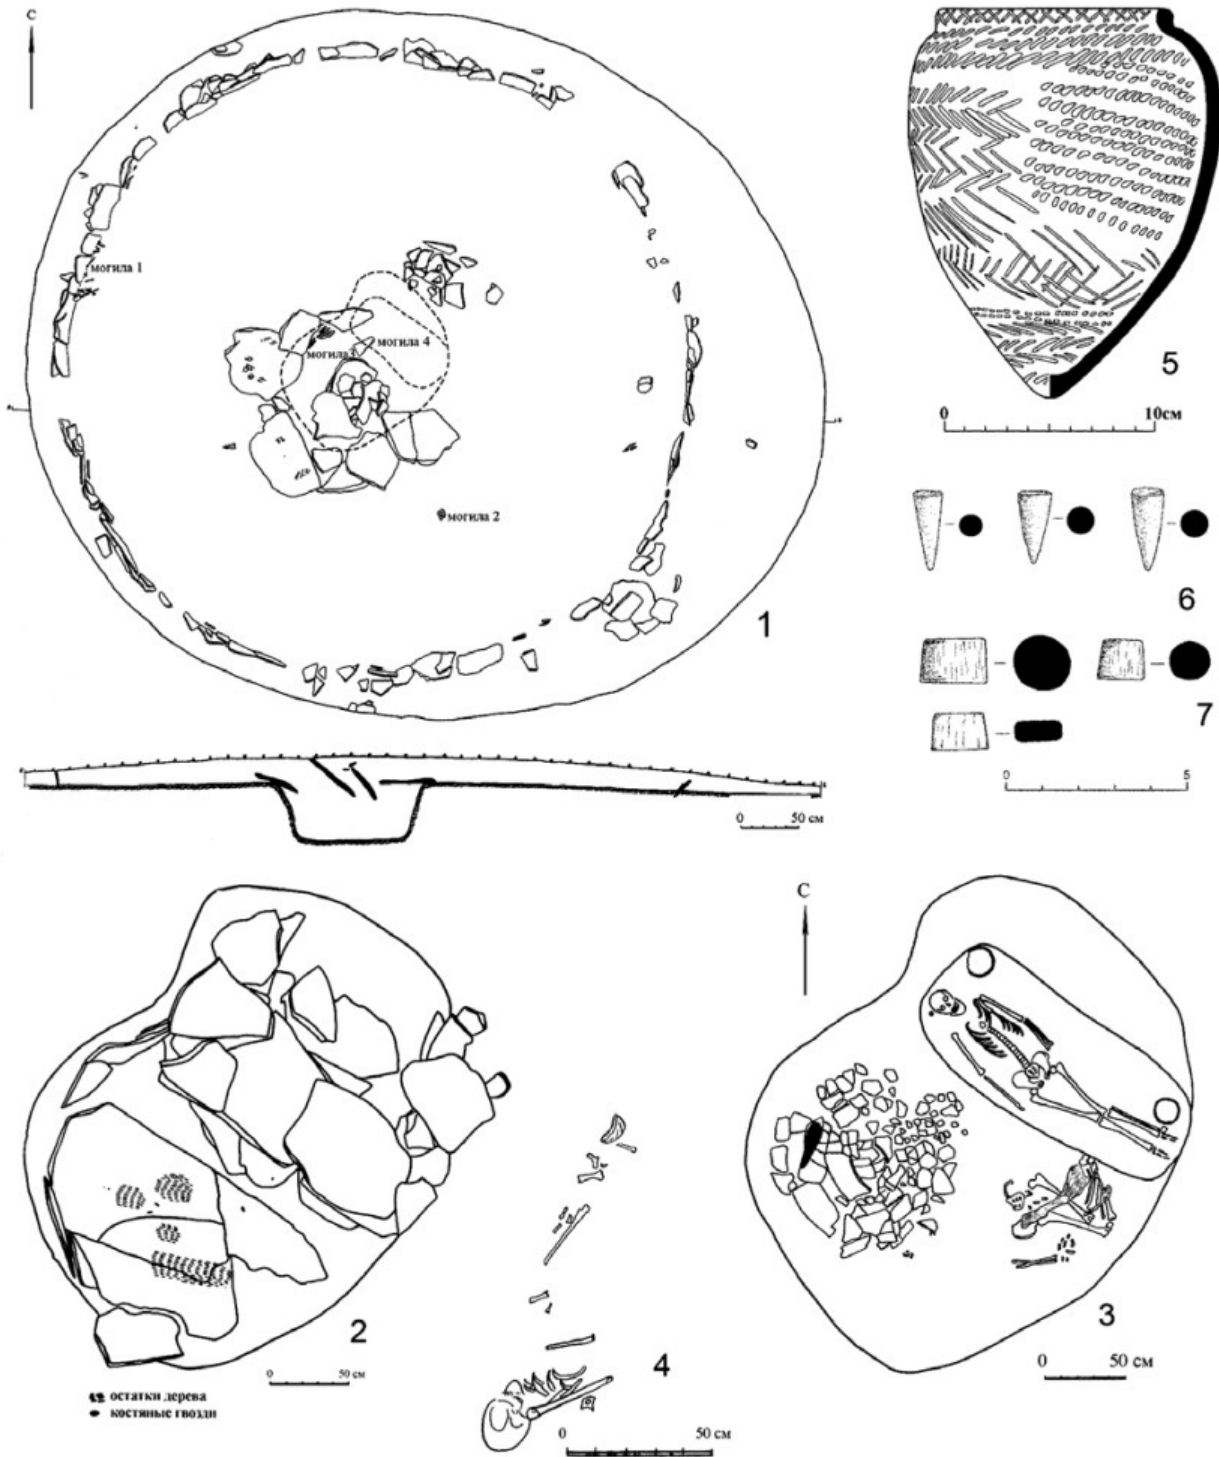 С
могила 1
могила 3
могила 4
могила 2
1
0 50 см
5
0 10см
6
7
0 5
2
0 50 см
остатки дерева
костяные гвозди
4
0 50 см
С
3
0 50 см